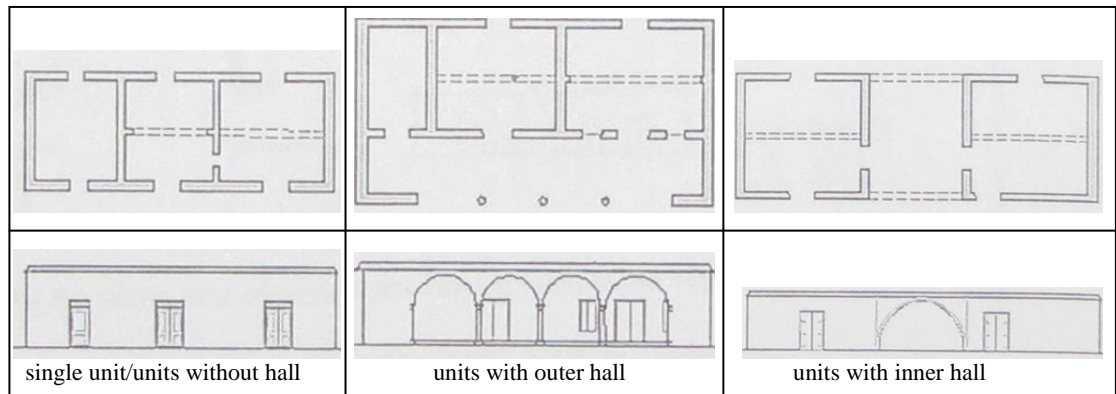 single unit/units without hall
units with outer hall
units with inner hall